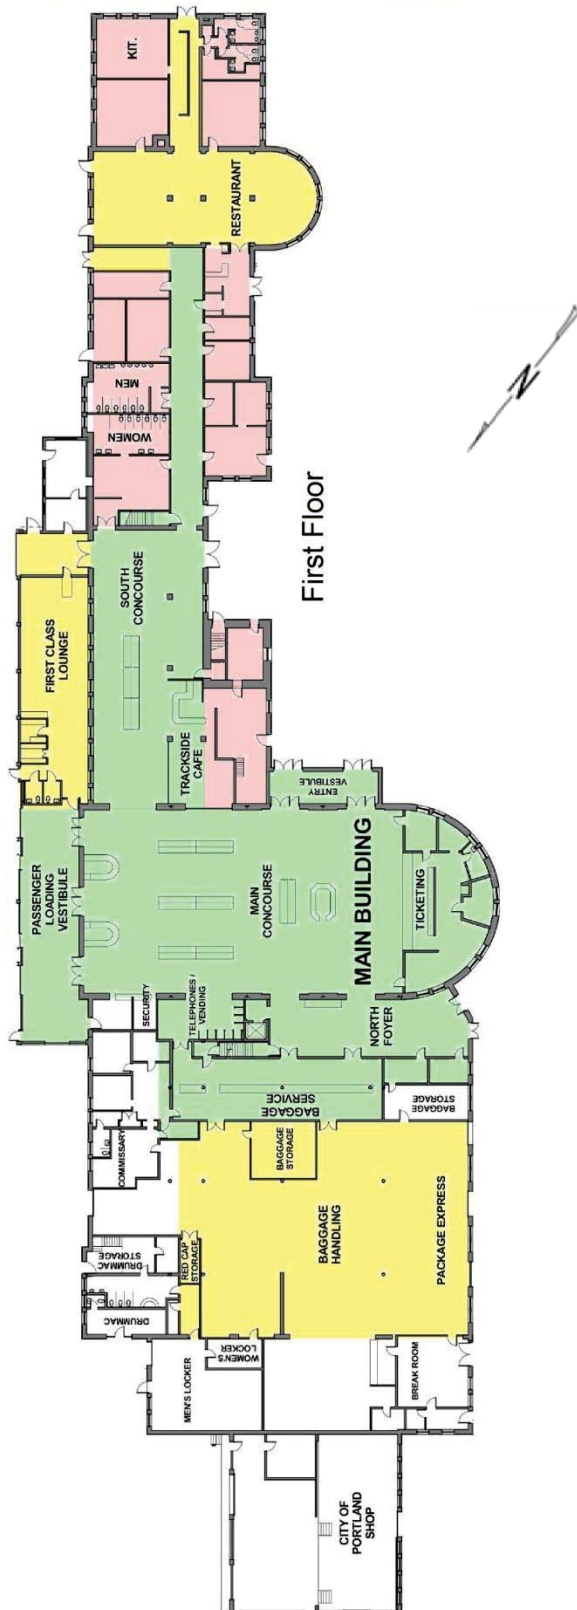 KIT.
RESTAURANT
MEN
WOMEN
N
First Floor
SOUTH
CONCOURSE
FIRST CLASS
LOUNGE
TRACKSIDE
CAFE
ENTRY
VESTIBULE
PASSENGER
LOADING
VESTIBULE
MAIN
CONCOURSE
MAIN BUILDING
TICKETING
SECURITY
TELEPHONES /
VENDING
NORTH
FOYER
BAGGAGE
SERVICE
BAGGAGE
STORAGE
COMMISSARY
BAGGAGE
STORAGE
BAGGAGE
HANDLING
PACKAGE EXPRESS
DRUMMAC
STORAGE
RED CAP
STORAGE
DRUMMAC
MEN'S LOCKER
WOMEN'S
LOCKER
BREAK ROOM
CITY OF
PORTLAND
SHOP